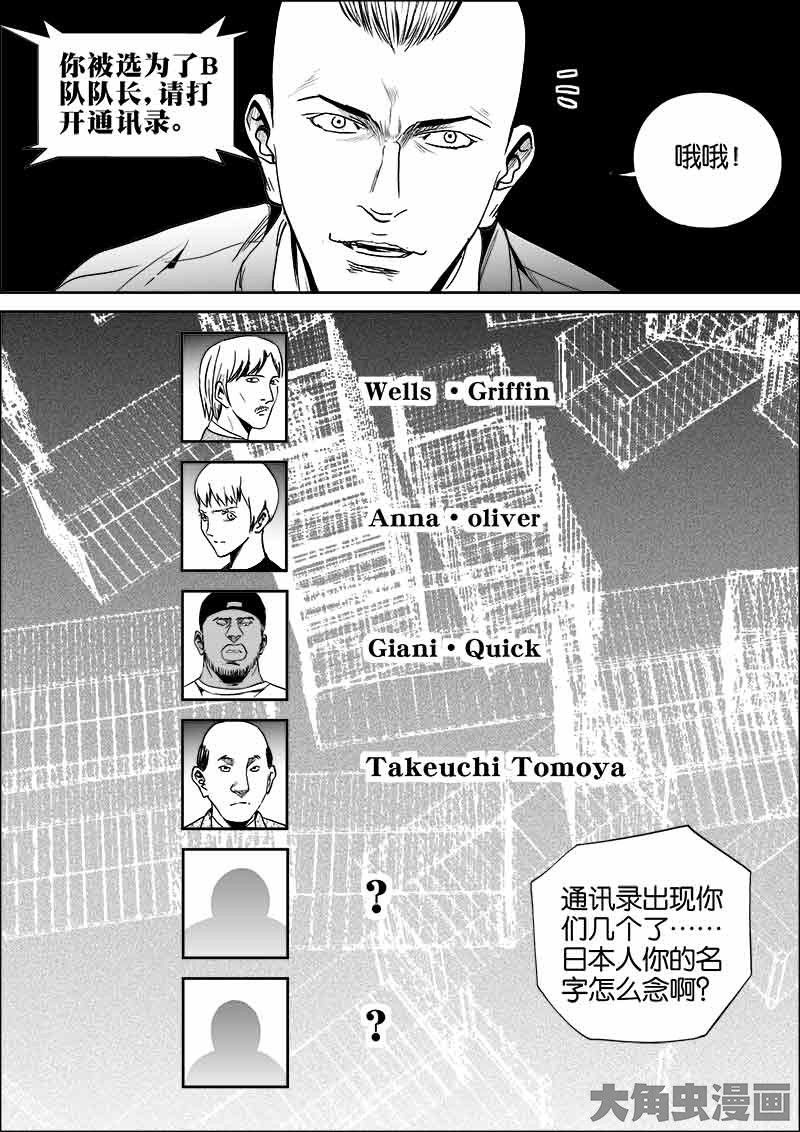 你被选为了B
队队长,请打
开通讯录。
哦哦!
Wells·Griffin
Anna·oliver
Giani·Quick
Takeuchi Tomoya
?
?
通讯录出现你
们几个了……
日本人你的名
字怎么念啊?
大角虫漫画